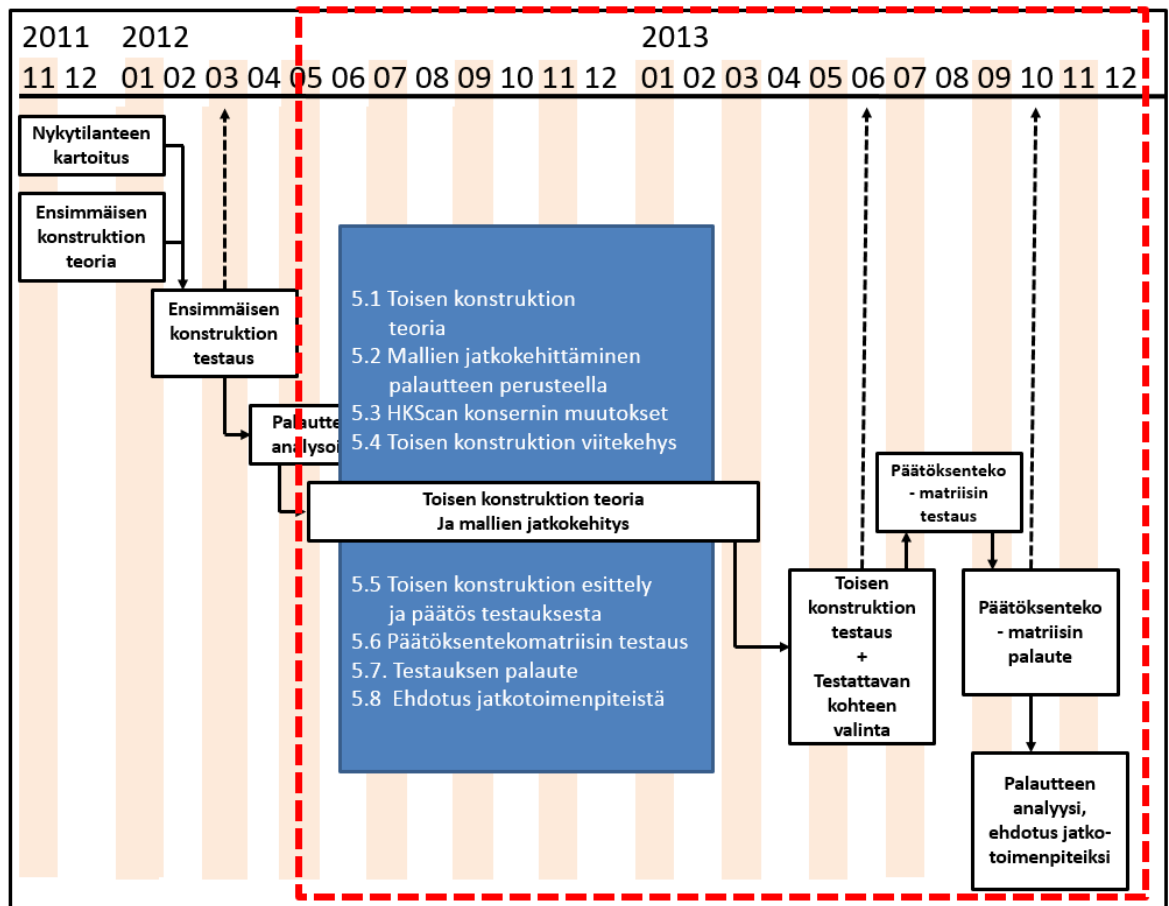 2011 2012 2013
11 12 01 02 03 04 05 06 07 08 09 10 11 12 01 02 03 04 05 06 07 08 09 10 11 12
Nykytilanteen
kartoitus
Ensimmäisen
konstruktion
teoria
Ensimmäisen
konstruktion
testaus
Palautte
analysoi
5.1 Toisen konstruktion
teoria
5.2 Mallien jatkokehittäminen
palautteen perusteella
5.3 HKScan konsernin muutokset
5.4 Toisen konstruktion viitekehys
Toisen konstruktion teoria
Ja mallien jatkokehitys
5.5 Toisen konstruktion esittely
ja päätös testauksesta
5.6 Päätöksentekomatriisin testaus
5.7. Testauksen palaute
5.8 Ehdotus jatkotoimenpiteistä
Toisen
konstruktion
testaus
+
Testattavan
kohteen
valinta
Päätöksenteko
- matriisin
testaus
Päätöksenteko
- matriisin
palaute
Palautteen
analyysi,
ehdotus jatko-
toimenpiteiksi